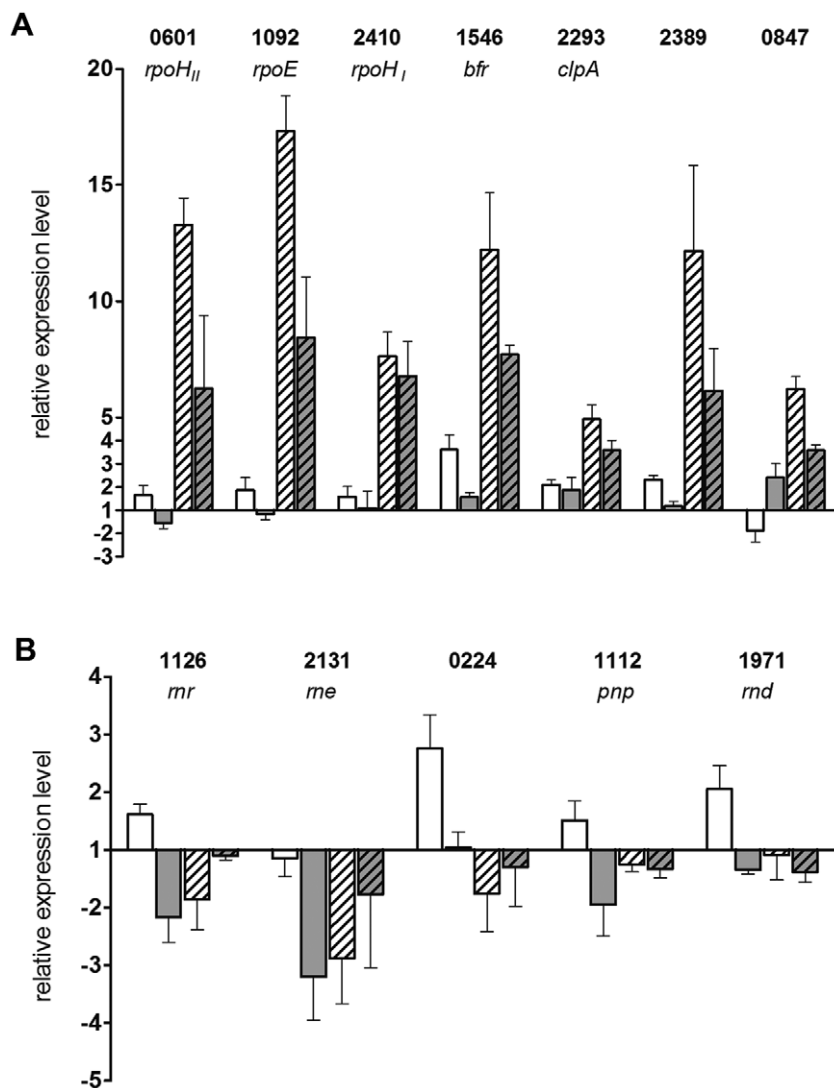 A
0601 1092 2410 1546 2293 2389 0847
rpoHII rpoE rpoHI bfr clpA
20
15
10
5
4
3
2
1
-2
-3
relative expression level
B
1126 2131 0224 1112 1971
rnr rne pnp rnd
4
3
2
1
-2
-3
-4
-5
relative expression level